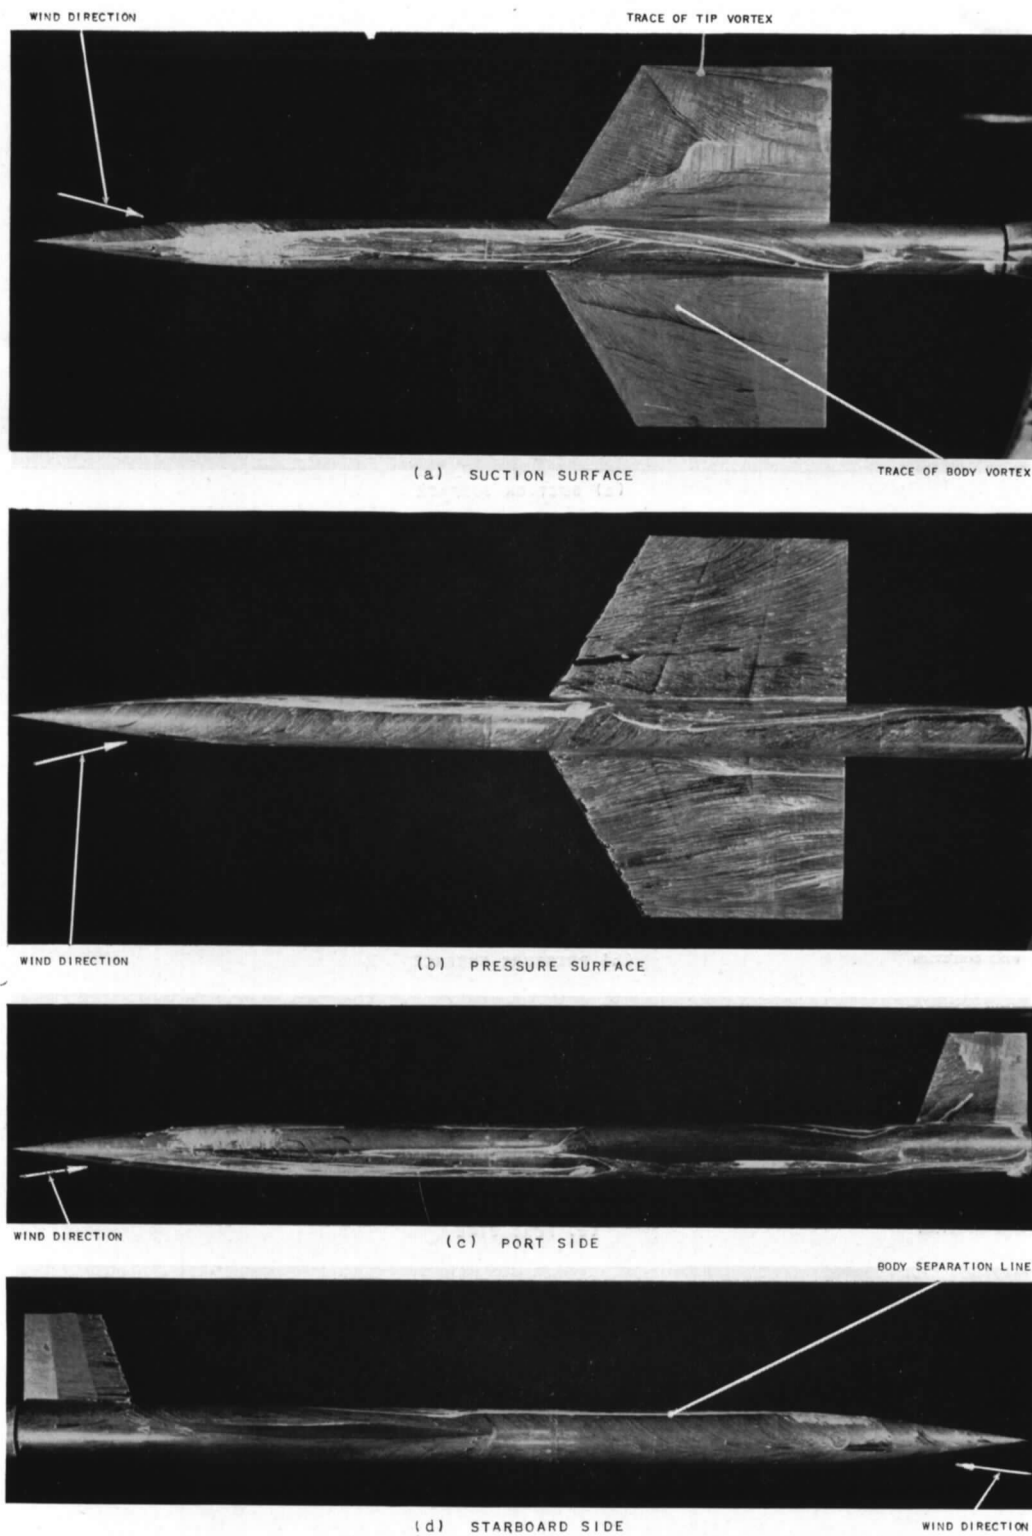 WIND DIRECTION
TRACE OF TIP VORTEX
(a) SUCTION SURFACE
TRACE OF BODY VORTEX
WIND DIRECTION
(b) PRESSURE SURFACE
WIND DIRECTION
(c) PORT SIDE
BODY SEPARATION LINE
(d) STARBOARD SIDE
WIND DIRECTION